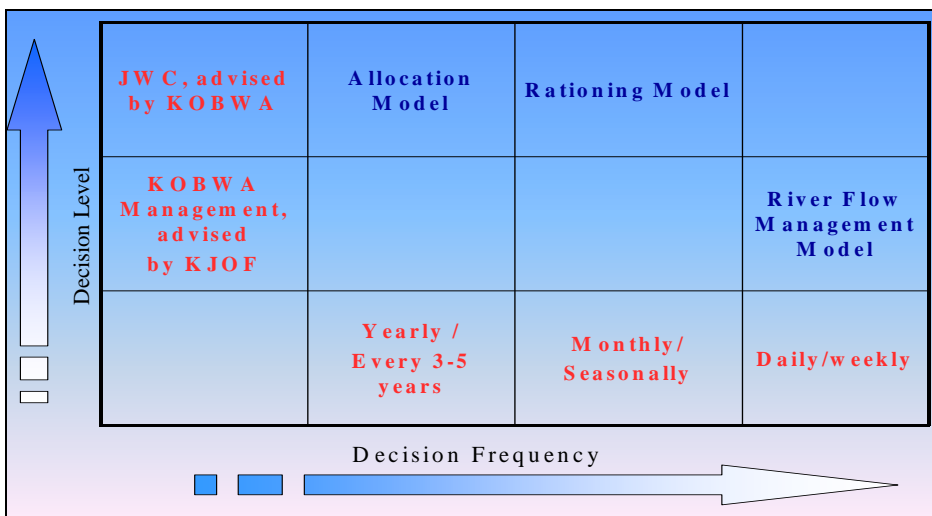 JWC, advised
by KOBWA
Allocation
Model
Rationing Model
KOBWA
Management,
advised
by KJOF
River Flow
Management
Model
Yearly /
Every 3-5
years
Monthly/
Seasonally
Daily/weekly
Decision Level
Decision Frequency